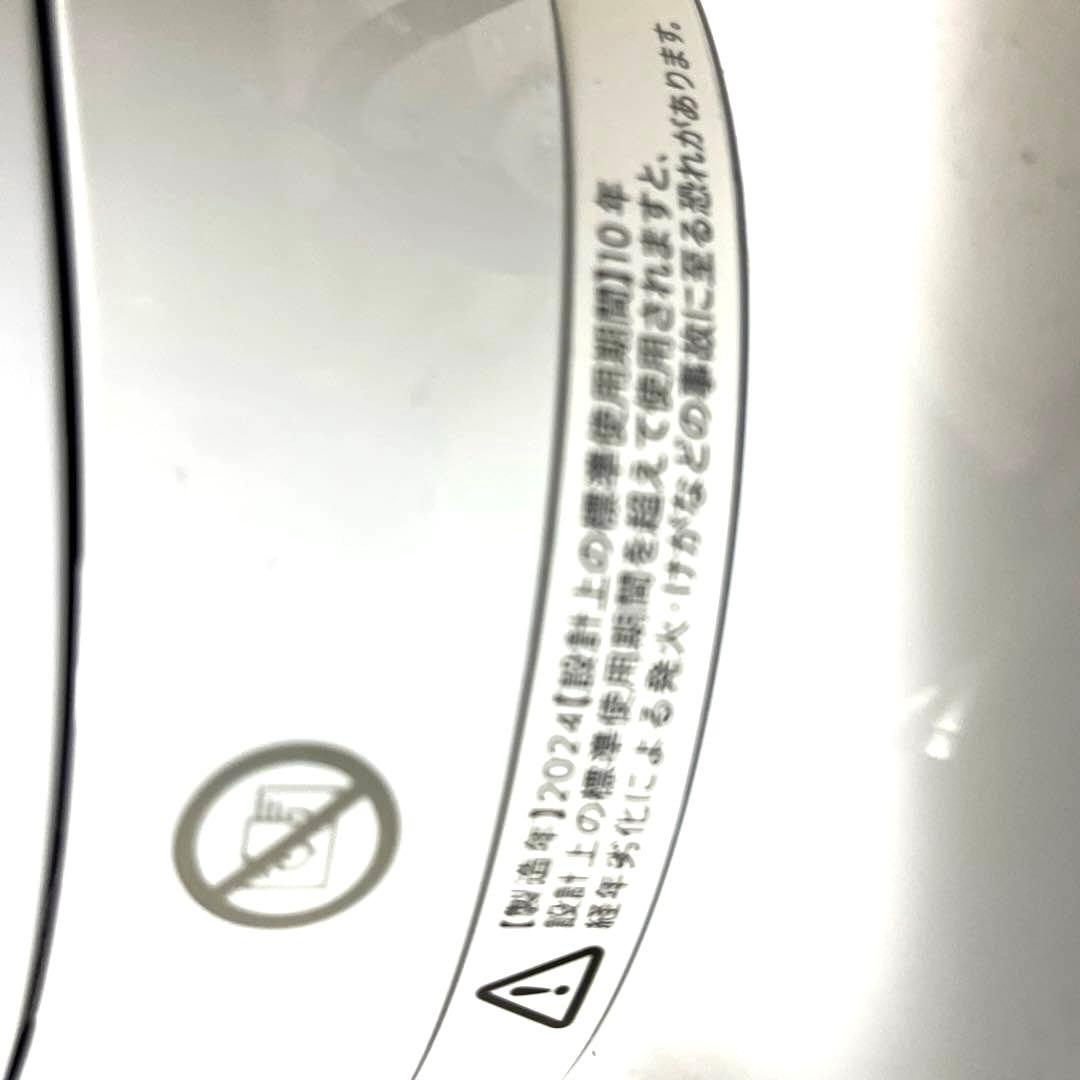 【製造年】2024【設計上の標準使用期間】10年
設計上の標準使用期間を超えて使用されますと、
経年劣化による発火・けがなどの事故に至る恐れがあります。